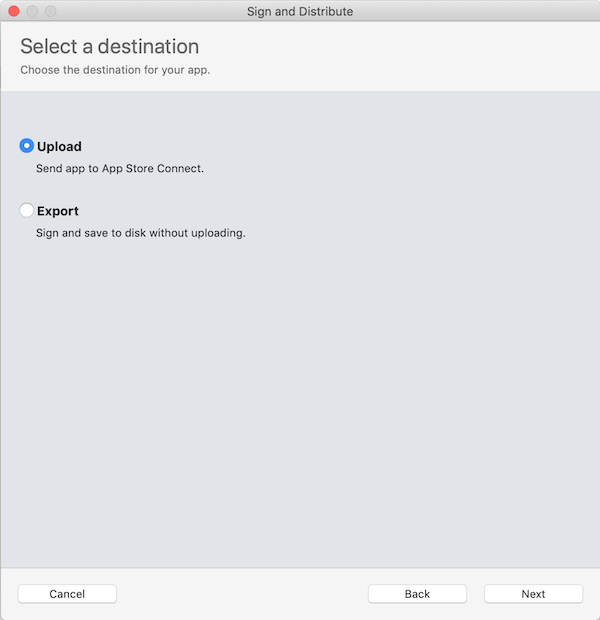 Sign and Distribute
Select a destination
Choose the destination for your app.
Upload
Send app to App Store Connect.
Export
Sign and save to disk without uploading.
Cancel
Back
Next